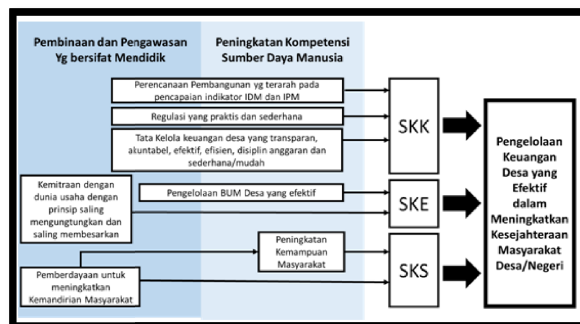 Pembinaan dan Pengawasan
Yg bersifat Mendidik
Peningkatan Kompetensi
Sumber Daya Manusia
Perencanaan Pembangunan yg terarah pada
pencapaian indikator IDM dan IPM
Regulasi yang praktis dan sederhana
Tata Kelola keuangan desa yang transparan,
akuntabel, efektif, efisien, disiplin anggaran dan
sederhana/mudah
SKK
Kemitraan dengan
dunia usaha dengan
prinsip saling
mengungtungkan dan
saling membesarkan
Pengelolaan BUM Desa yang efektif
SKE
Peningkatan
Kemampuan
Masyarakat
Pemberdayaan untuk
meningkatkan
Kemandirian Masyarakat
SKS
Pengelolaan
Keuangan
Desa yang
Efektif
dalam
Meningkatkan
Kesejahteraan
Masyarakat
Desa/Negeri